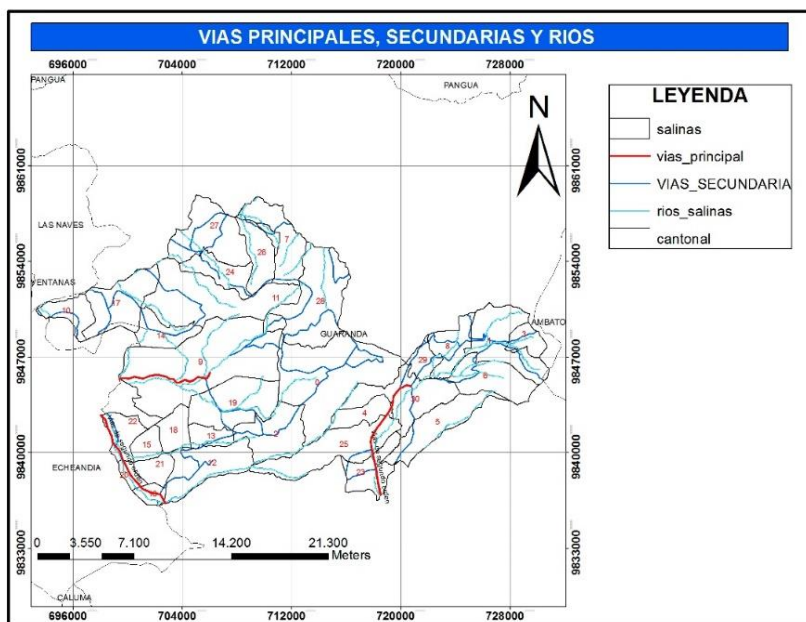 VIAS PRINCIPALES, SECUNDARIAS Y RIOS
696000 704000 712000 720000 728000
PANGUA
PANGUA
LEYENDA
salinas
vias_principal
VIAS_SECUNDARIA
rios_salinas
cantonal
N
9861000
9861000
LAS NAVES
27
7
26
24
9854000
9854000
VENTANAS
10
17
11
28
14
GUARANDA
AMBATO
3
8
29
9
9847000
9847000
6
0
19
30
4
5
22
18
15
13
2
25
ECHEANDIA
21
12
23
9840000
9840000
9833000
9833000
0 3.550 7.100 14.200 21.300
Meters
CALUMA
696000 704000 712000 720000 728000